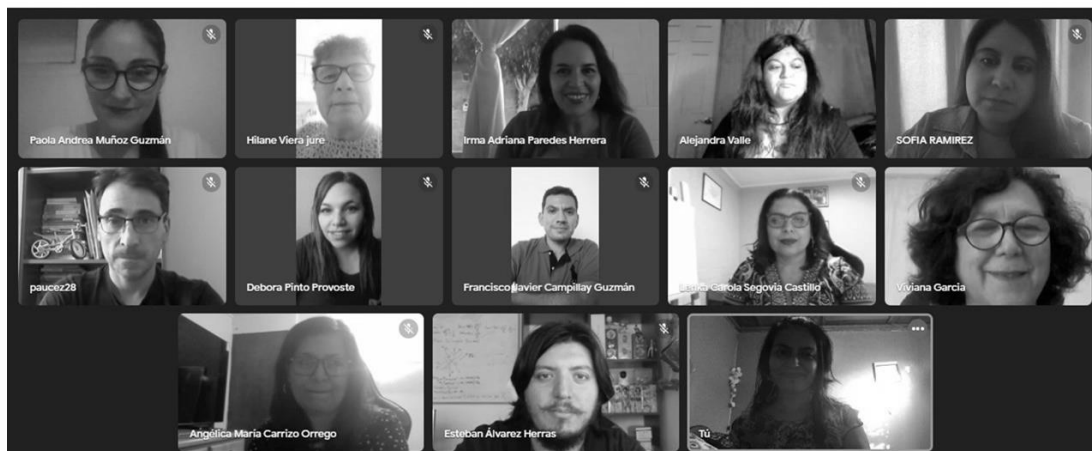 Paola Andrea Muñoz Guzmán
Hilane Viera jure
Irma Adriana Paredes Herrera
Alejandra Valle
SOFIA RAMIREZ
paucez28
Debora Pinto Provoste
Francisco Javier Campillay Guzmán
Carola Segovia Castillo
Viviana Garcia
Angélica María Carrizo Orrego
Esteban Álvarez Herras
Tú